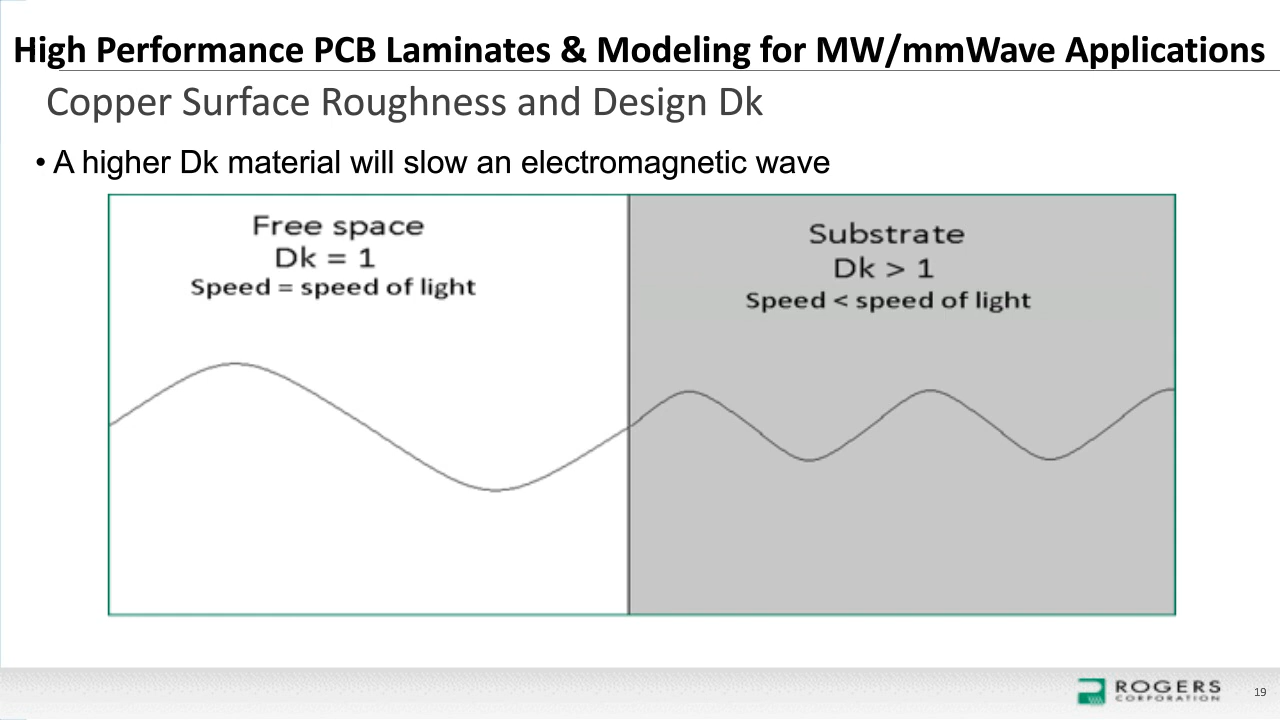 High Performance PCB Laminates & Modeling for MW/mmWave Applications
Copper Surface Roughness and Design Dk
• A higher Dk material will slow an electromagnetic wave
Free space
Dk = 1
Speed = speed of light
Substrate
Dk > 1
Speed < speed of light
ROGERS
CORPORATION
19